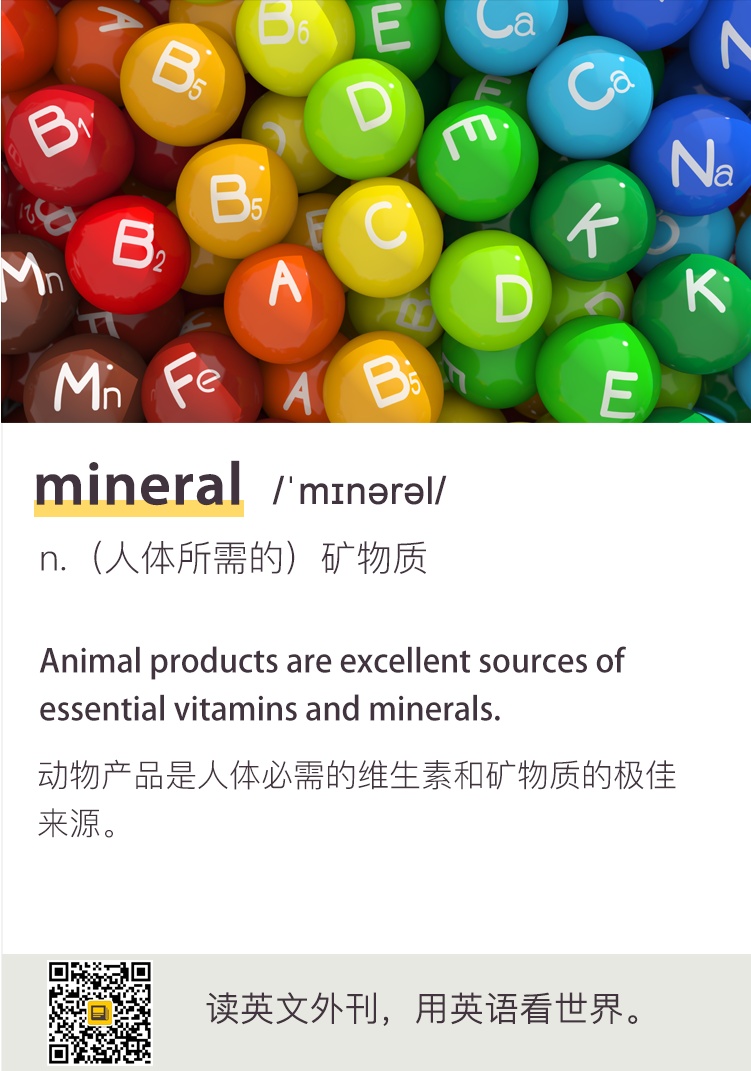 A
B5
B6
E
Ca
N
B1
D
Ca
E
Na
B5
C
K
B2
Mn
A
D
K
Mn
Fe
A
B5
E
mineral /ˈmɪnərəl/
n.（人体所需的）矿物质
Animal products are excellent sources of
essential vitamins and minerals.
动物产品是人体必需的维生素和矿物质的极佳
来源。
读英文外刊，用英语看世界。